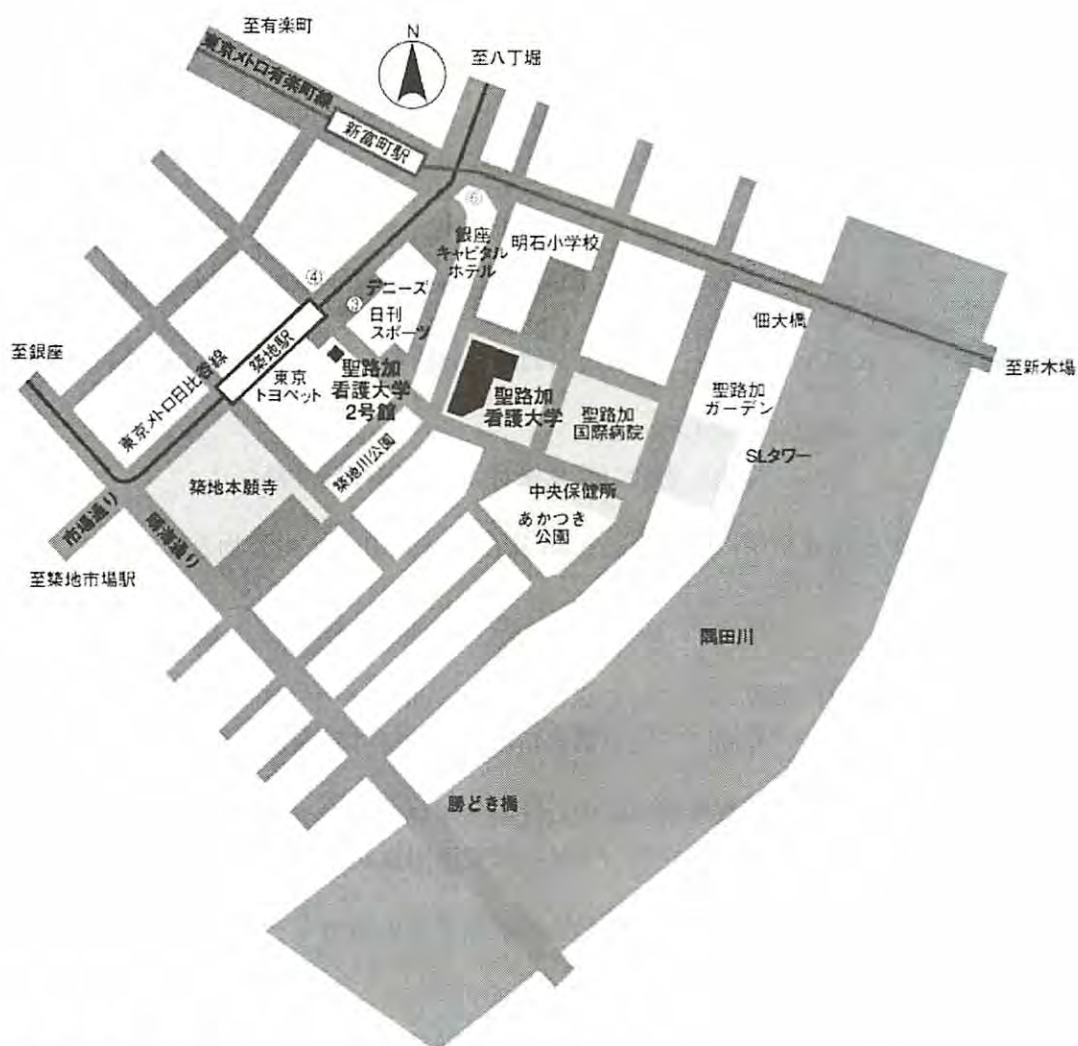 至有楽町
N
至八丁堀
東京メトロ有楽町線
新富町駅
⑥
銀座
キャピタル
ホテル
明石小学校
④
③
デニーズ
日刊
スポーツ
佃大橋
至銀座
築地駅
至新木場
東京メトロ日比谷線
東京
トヨペット
聖路加
看護大学
2号館
聖路加
看護大学
聖路加
国際病院
聖路加
ガーデン
SLタワー
築地川公園
築地本願寺
中央保健所
あかつき
公園
市場通り
晴海通り
至築地市場駅
隅田川
勝どき橋